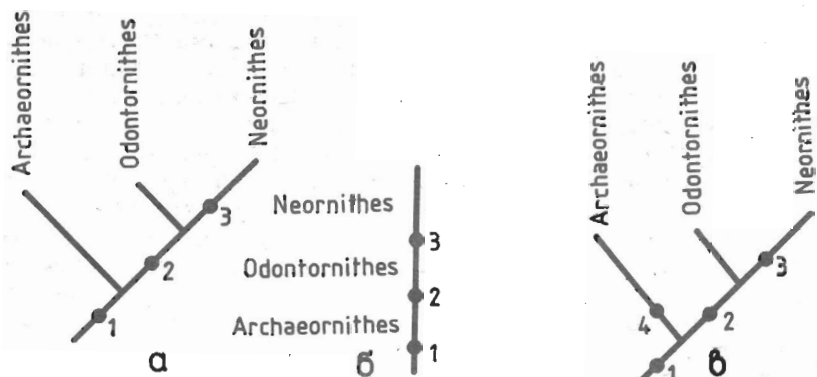 Archaeornithes
Odontornithes
Neornithes
1
2
3
а
Neornithes
3
Odontornithes
2
Archaeornithes
1
б
Archaeornithes
Odontornithes
Neornithes
4
1
2
3
в